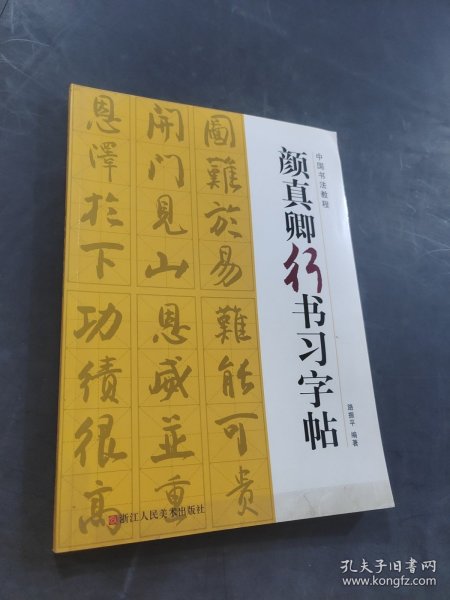 中国书法教程
颜真卿行书习字帖
路振平 编著
圖難於易
難能可贵
開门見山
恩威並重
恩澤於下
功績很高
浙江人民美术出版社
孔夫子旧书网
www.kongfz.com